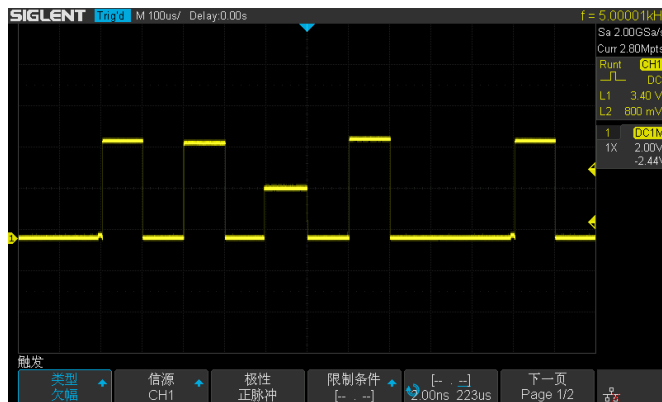 SIGLENT Trig'd M 100us/ Delay:0.00s f = 5.00001kH
Sa 2.00GSa/s
Curr 2.80Mpts
Runt CH1
DC
L1 3.40 V
L2 800 mV
1 DC1M
1X 2.00V
-2.44V
1
触发
类型 信源 极性 限制条件 [-- . --] 下一页
欠幅 CH1 正脉冲 [-- . --] 2.00ns 223us Page 1/2